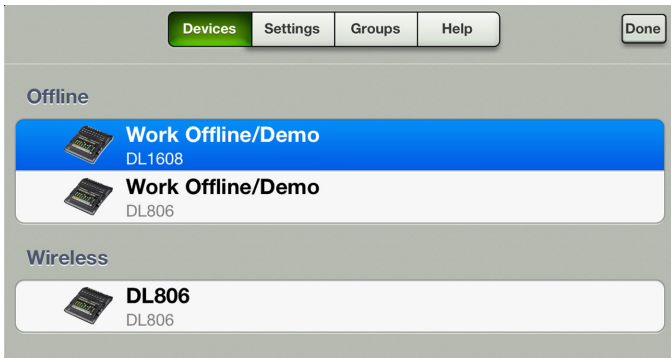 Devices Settings Groups Help Done
Offline
Work Offline/Demo
DL1608
Work Offline/Demo
DL806
Wireless
DL806
DL806